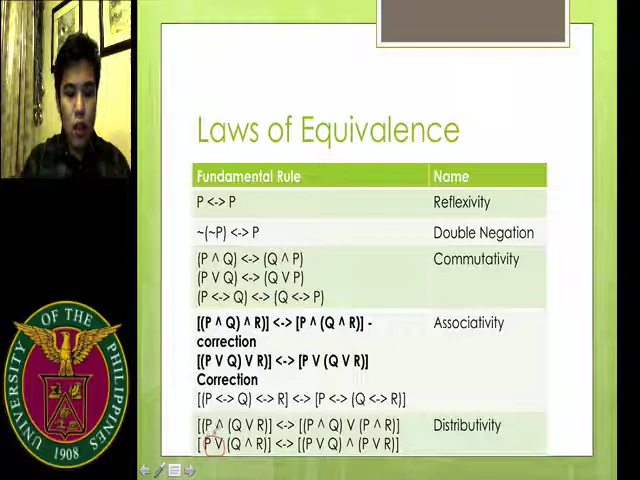 Laws of Equivalence
Fundamental Rule Name
P <-> P Reflexivity
~(~P) <-> P Double Negation
(P ^ Q) <-> (Q ^ P) Commutativity
(P V Q) <-> (Q V P)
(P <-> Q) <-> (Q <-> P)
[(P ^ Q) ^ R)] <-> [P ^ (Q ^ R)] - Associativity
correction
[(P V Q) V R)] <-> [P V (Q V R)]
Correction
[(P <-> Q) <-> R] <-> [P <-> (Q <-> R)]
[(P ^ (Q V R)] <-> [(P ^ Q) V (P ^ R)] Distributivity
[ P V (Q ^ R)] <-> [(P V Q) ^ (P V R)]
UNIVERSITY OF THE PHILIPPINES
1908